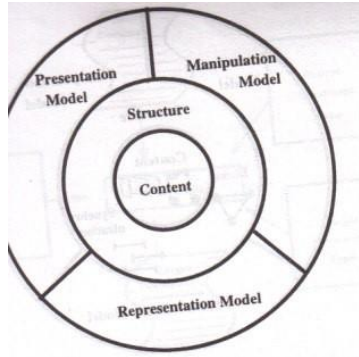 Presentation
Model
Manipulation
Model
Structure
Content
Representation Model